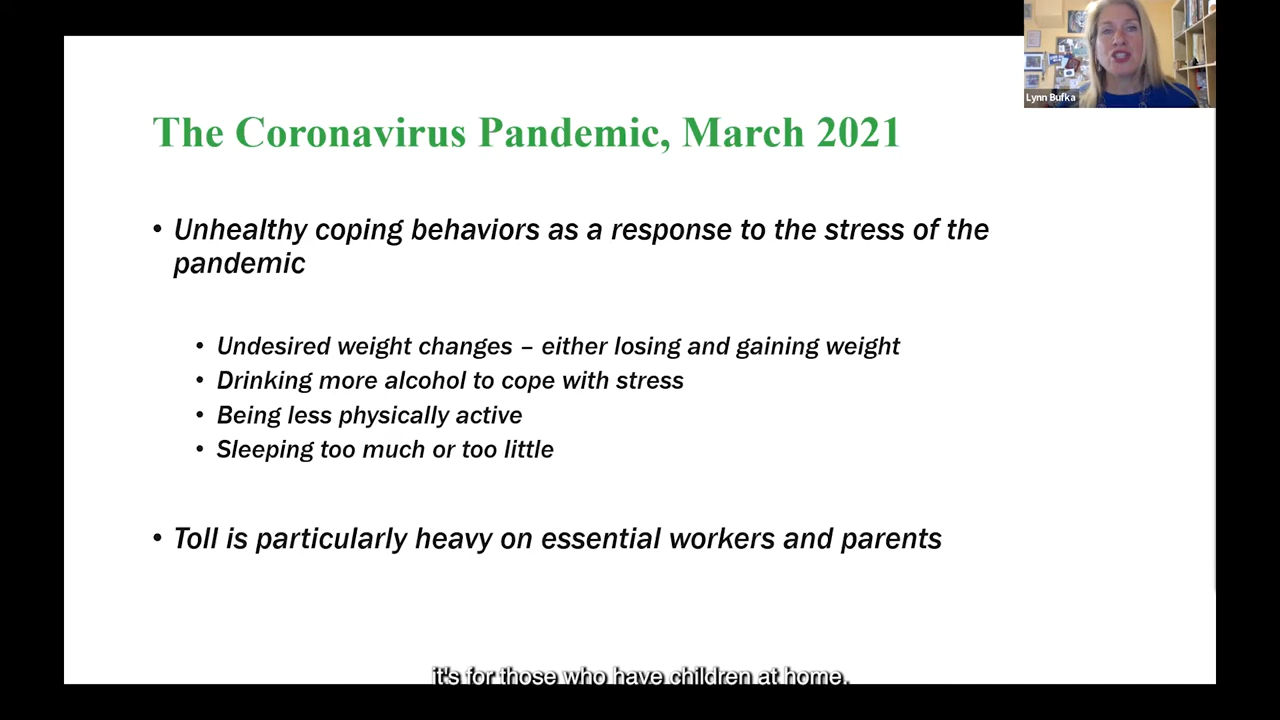 Lynn Bufka
The Coronavirus Pandemic, March 2021
• Unhealthy coping behaviors as a response to the stress of the
pandemic
• Undesired weight changes – either losing and gaining weight
• Drinking more alcohol to cope with stress
• Being less physically active
• Sleeping too much or too little
• Toll is particularly heavy on essential workers and parents
it's for those who have children at home.